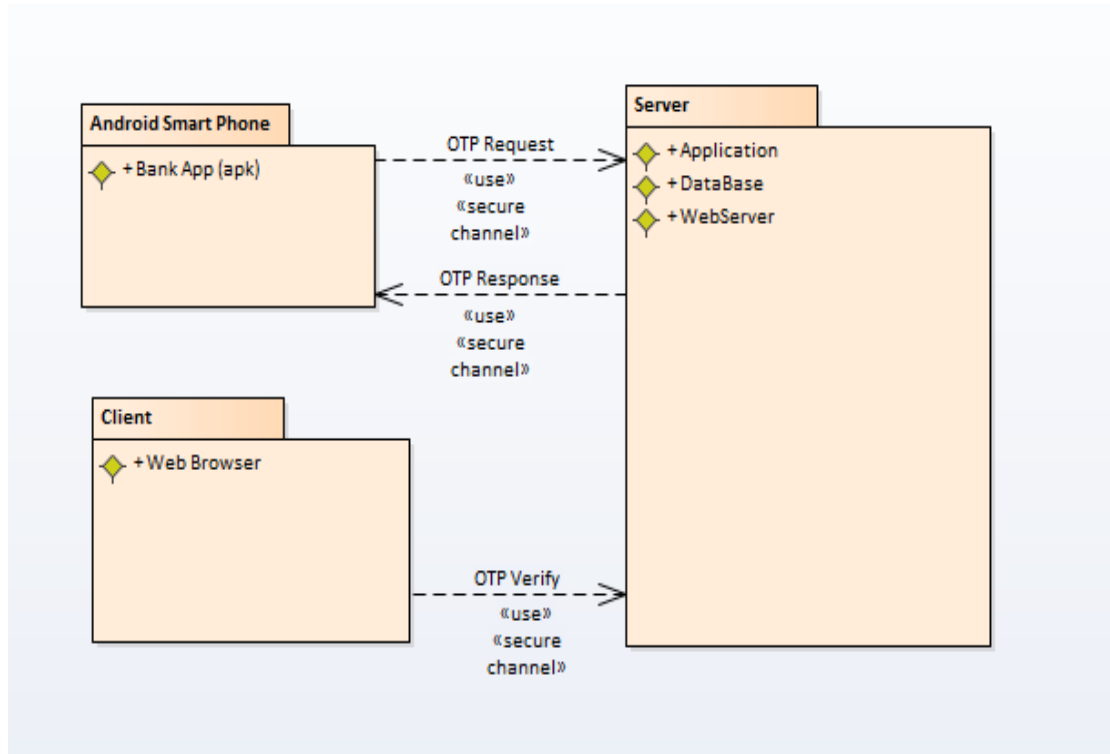 Android Smart Phone
+ Bank App (apk)
OTP Request
«use»
«secure
channel»
OTP Response
«use»
«secure
channel»
Server
+ Application
+ DataBase
+ WebServer
Client
+ Web Browser
OTP Verify
«use»
«secure
channel»